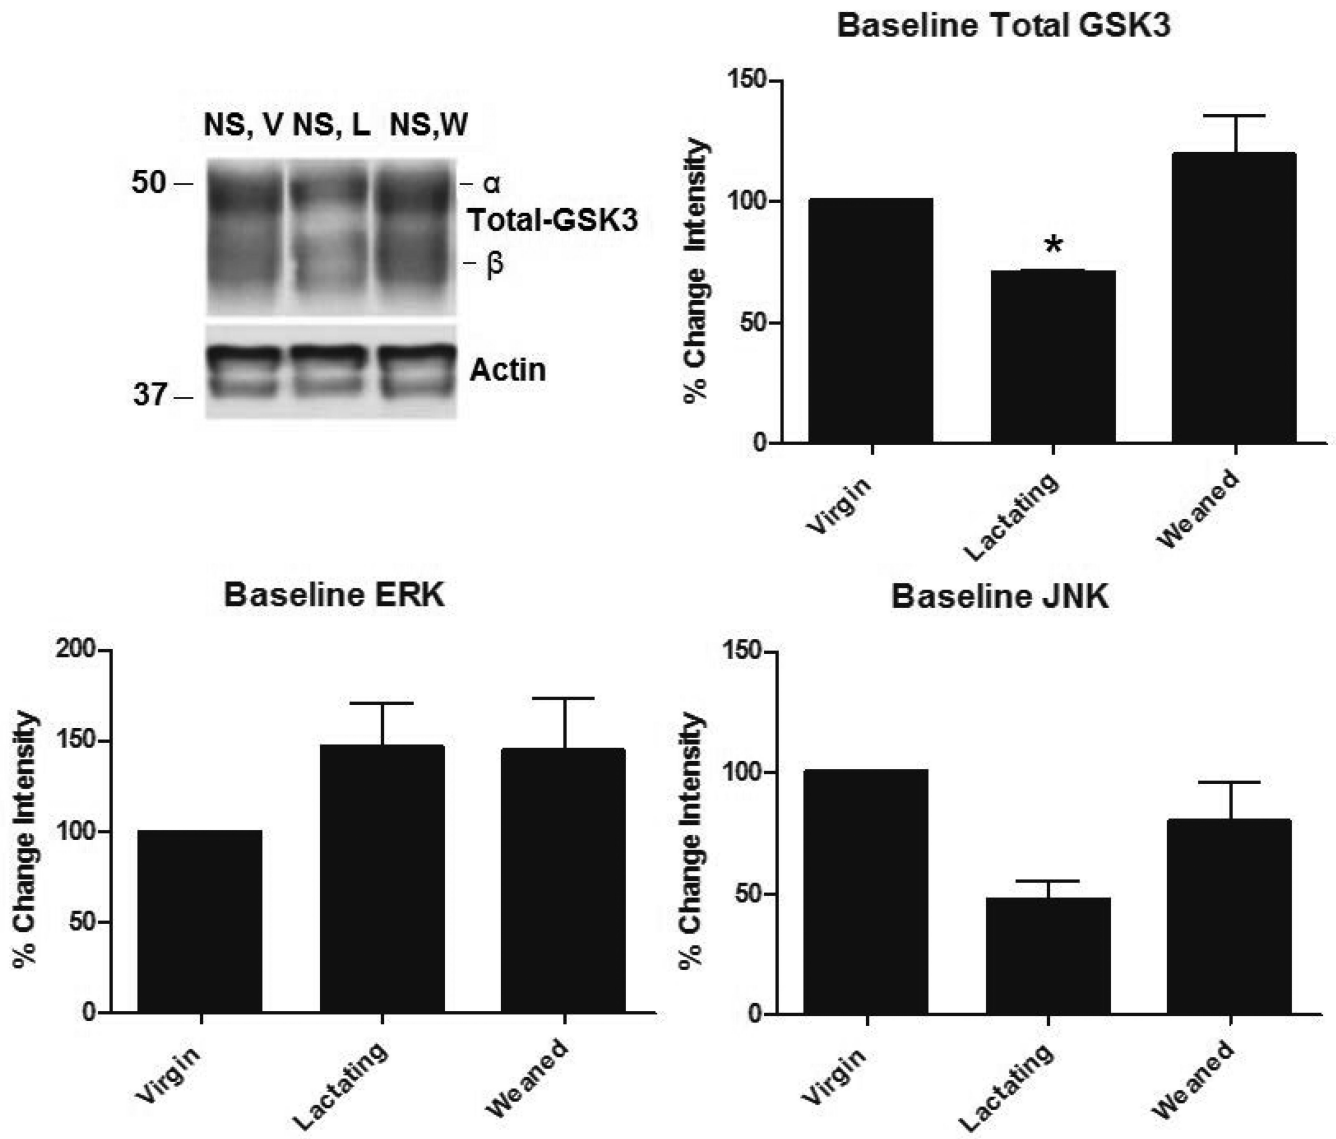 NS, V NS, L NS,W
50
α
Total-GSK3
β
Actin
37
Baseline Total GSK3
% Change Intensity
150
100
50
0
*
Virgin
Lactating
Weaned
Baseline ERK
% Change Intensity
200
150
100
50
0
Virgin
Lactating
Weaned
Baseline JNK
% Change Intensity
150
100
50
0
Virgin
Lactating
Weaned